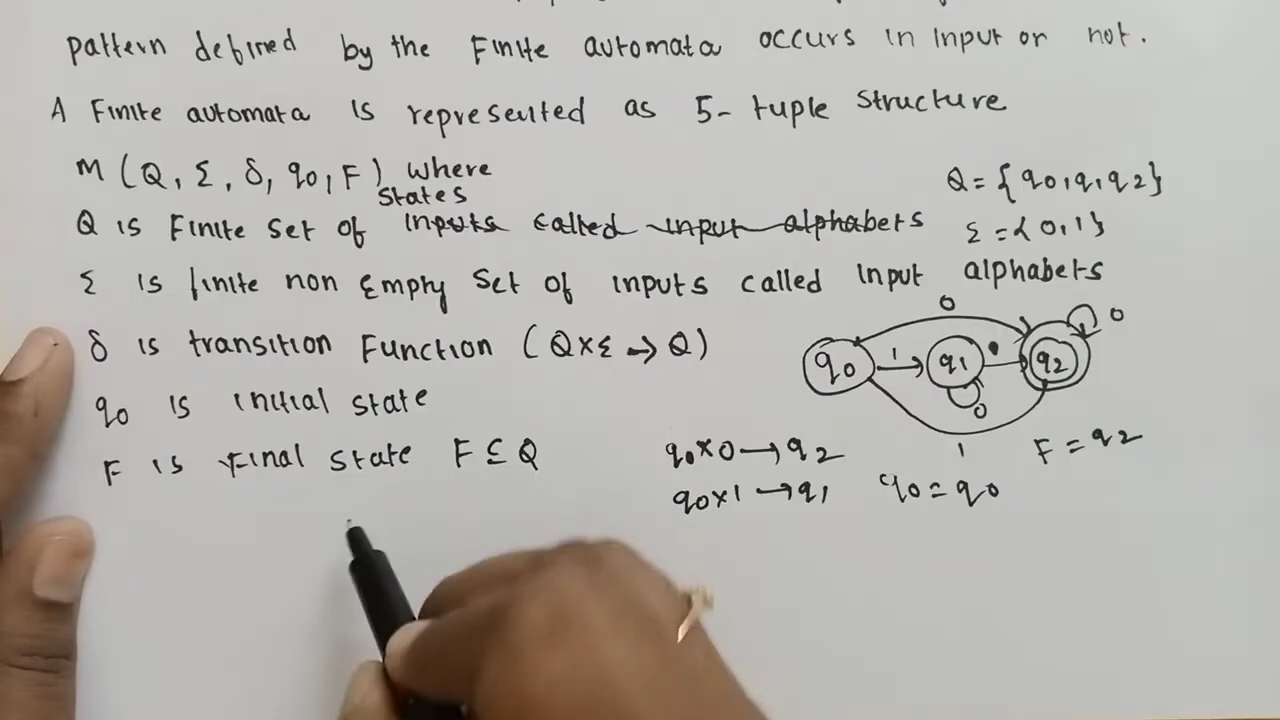 pattern defined by the Finite automata occurs in input or not.
A Finite automata is represented as 5- tuple structure
M (Q, Σ, δ, q0, F) where
states
Q is Finite set of inputs called input alphabets
Σ is finite non Empty Set of inputs called input alphabets
δ is transition Function (Q×Σ → Q)
q0 is initial state
F is Final state F ⊆ Q
Q = {q0, q1, q2}
Σ = {0, 1}
0
0
q0 1 q1 q2
0
1
q0×0 → q2
q0×1 → q1
q0 = q0
F = q2